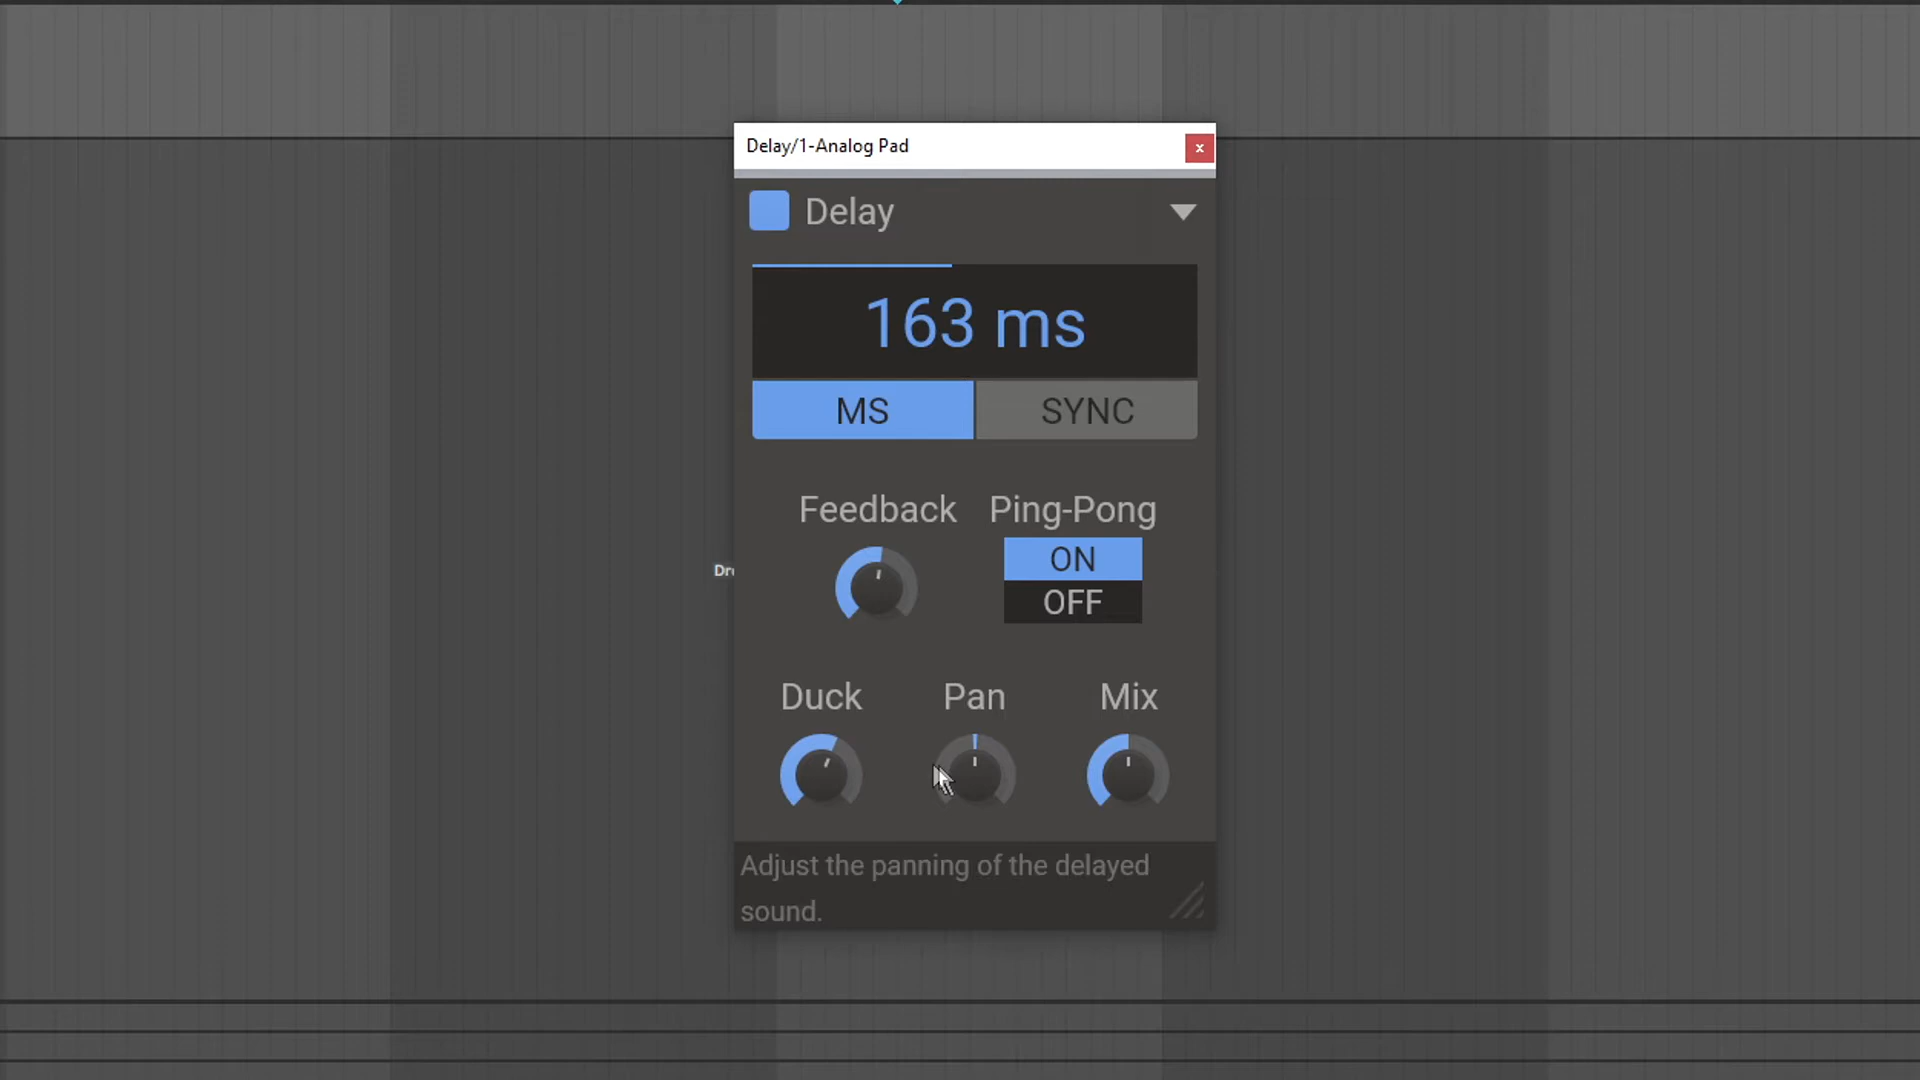 Delay/1-Analog Pad
x
Delay
163 ms
MS SYNC
Feedback Ping-Pong
ON
OFF
Duck Pan Mix
Adjust the panning of the delayed
sound.